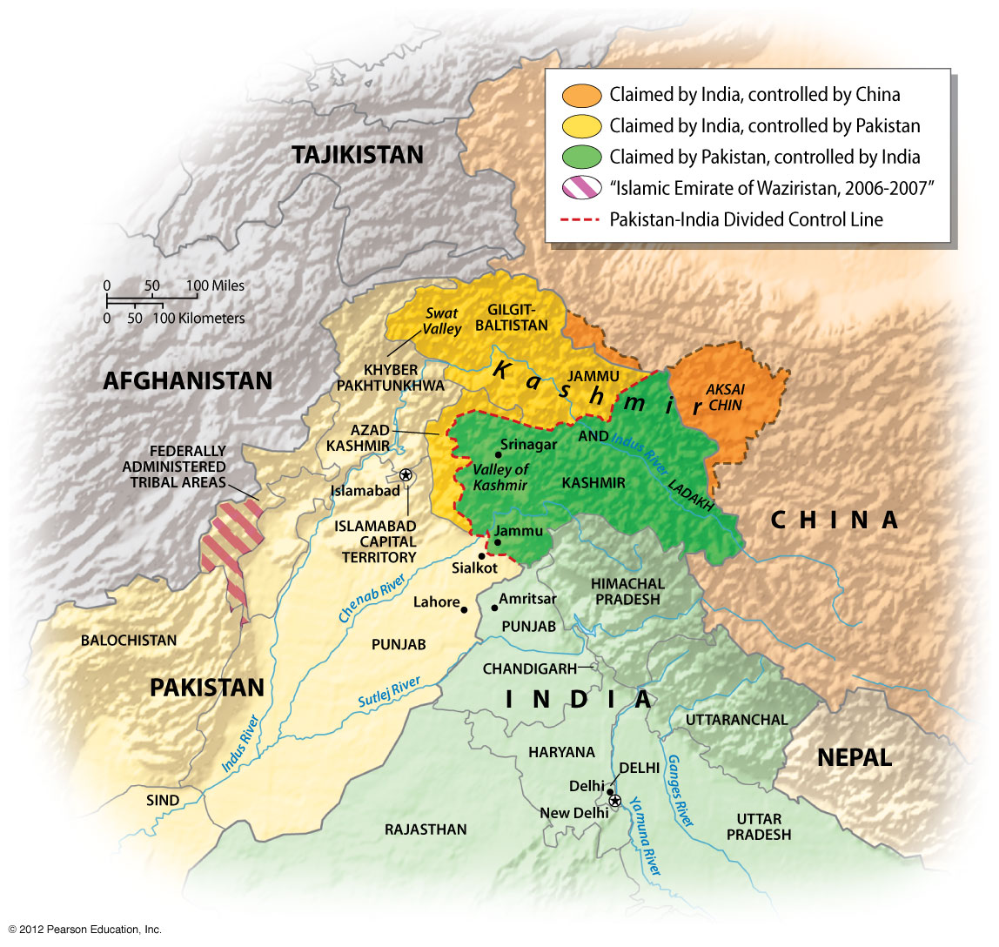 Claimed by India, controlled by China
Claimed by India, controlled by Pakistan
Claimed by Pakistan, controlled by India
“Islamic Emirate of Waziristan, 2006-2007”
Pakistan-India Divided Control Line
TAJIKISTAN
0 50 100 Miles
0 50 100 Kilometers
AFGHANISTAN
Swat
Valley
GILGIT-
BALTISTAN
KHYBER
PAKHTUNKHWA
Kashmir
JAMMU
AND
KASHMIR
AKSAI
CHIN
AZAD
KASHMIR
FEDERALLY
ADMINISTERED
TRIBAL AREAS
Srinagar
Valley of
Kashmir
Indus River
LADAKH
Islamabad
ISLAMABAD
CAPITAL
TERRITORY
Jammu
Sialkot
CHINA
Chenab River
Lahore
Amritsar
PUNJAB
HIMACHAL
PRADESH
BALOCHISTAN
PUNJAB
PAKISTAN
Sutlej River
CHANDIGARH
INDIA
UTTARANCHAL
Indus River
HARYANA
NEPAL
DELHI
Delhi
New Delhi
Ganges River
Yamuna River
SIND
RAJASTHAN
UTTAR
PRADESH
© 2012 Pearson Education, Inc.